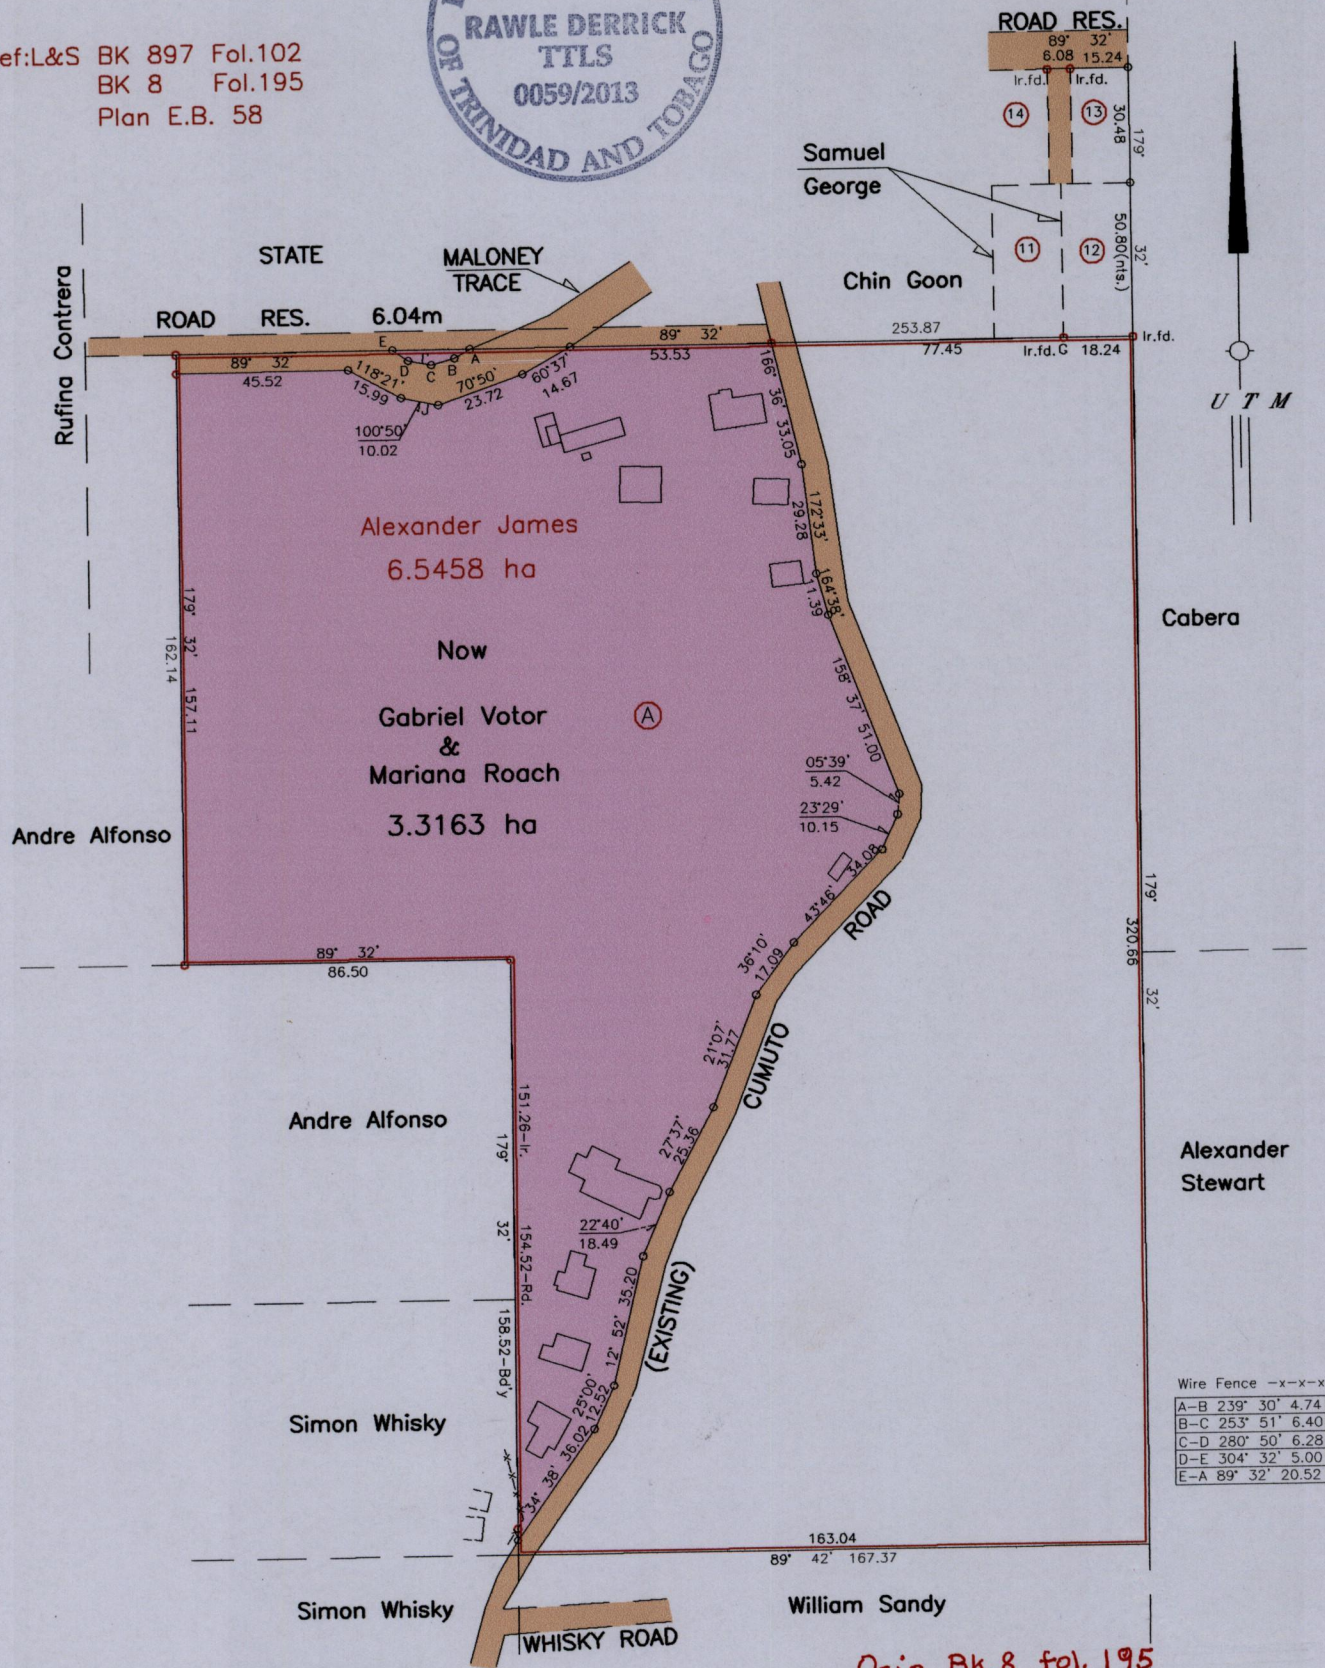 ef:L&S BK 897 Fol.102
BK 8 Fol.195
Plan E.B. 58
RAWLE DERRICK
TTLS
0059/2013
OF TRINIDAD AND TOBAGO
ROAD RES.
89° 32'
6.08 15.24
Ir.fd. Ir.fd.
14 13
30.48
179°
Samuel
George
11 12
50.80(nts.)
32'
Chin Goon
STATE
MALONEY
TRACE
Rufina Contrera
ROAD RES. 6.04m
89° 32'
53.53
253.87
77.45
Ir.fd. G 18.24
Ir.fd.
E
D
C
B
A
89° 32
45.52
118°21'
15.99
J
70°50'
23.72
60°37'
14.67
100°50'
10.02
U T M
166° 36' 33.05
172°33'
29.28
164°38'
11.39
158° 37' 51.00
Alexander James
6.5458 ha
Now
Gabriel Votor
&
Mariana Roach
3.3163 ha
A
179° 32' 157.11
162.14
Cabera
05°39'
5.42
23°29'
10.15
34.08
43°46'
Andre Alfonso
ROAD
179°
320.66
32'
36°10'
17.09
89° 32'
86.50
21°07'
31.77
CUMUTO
Andre Alfonso
151.26-Ir.
179°
32'
154.52-Rd.
27°37'
25.36
22°40'
18.49
Alexander
Stewart
12° 52' 35.20
(EXISTING)
158.52-Bd'y
25°00'
12.52
Simon Whisky
34° 38' 36.02
-x-x-x
Wire Fence -x-x-x
A-B 239° 30' 4.74
B-C 253° 51' 6.40
C-D 280° 50' 6.28
D-E 304° 32' 5.00
E-A 89° 32' 20.52
163.04
89° 42' 167.37
Simon Whisky
William Sandy
WHISKY ROAD
Orig Bk 8 fol. 195